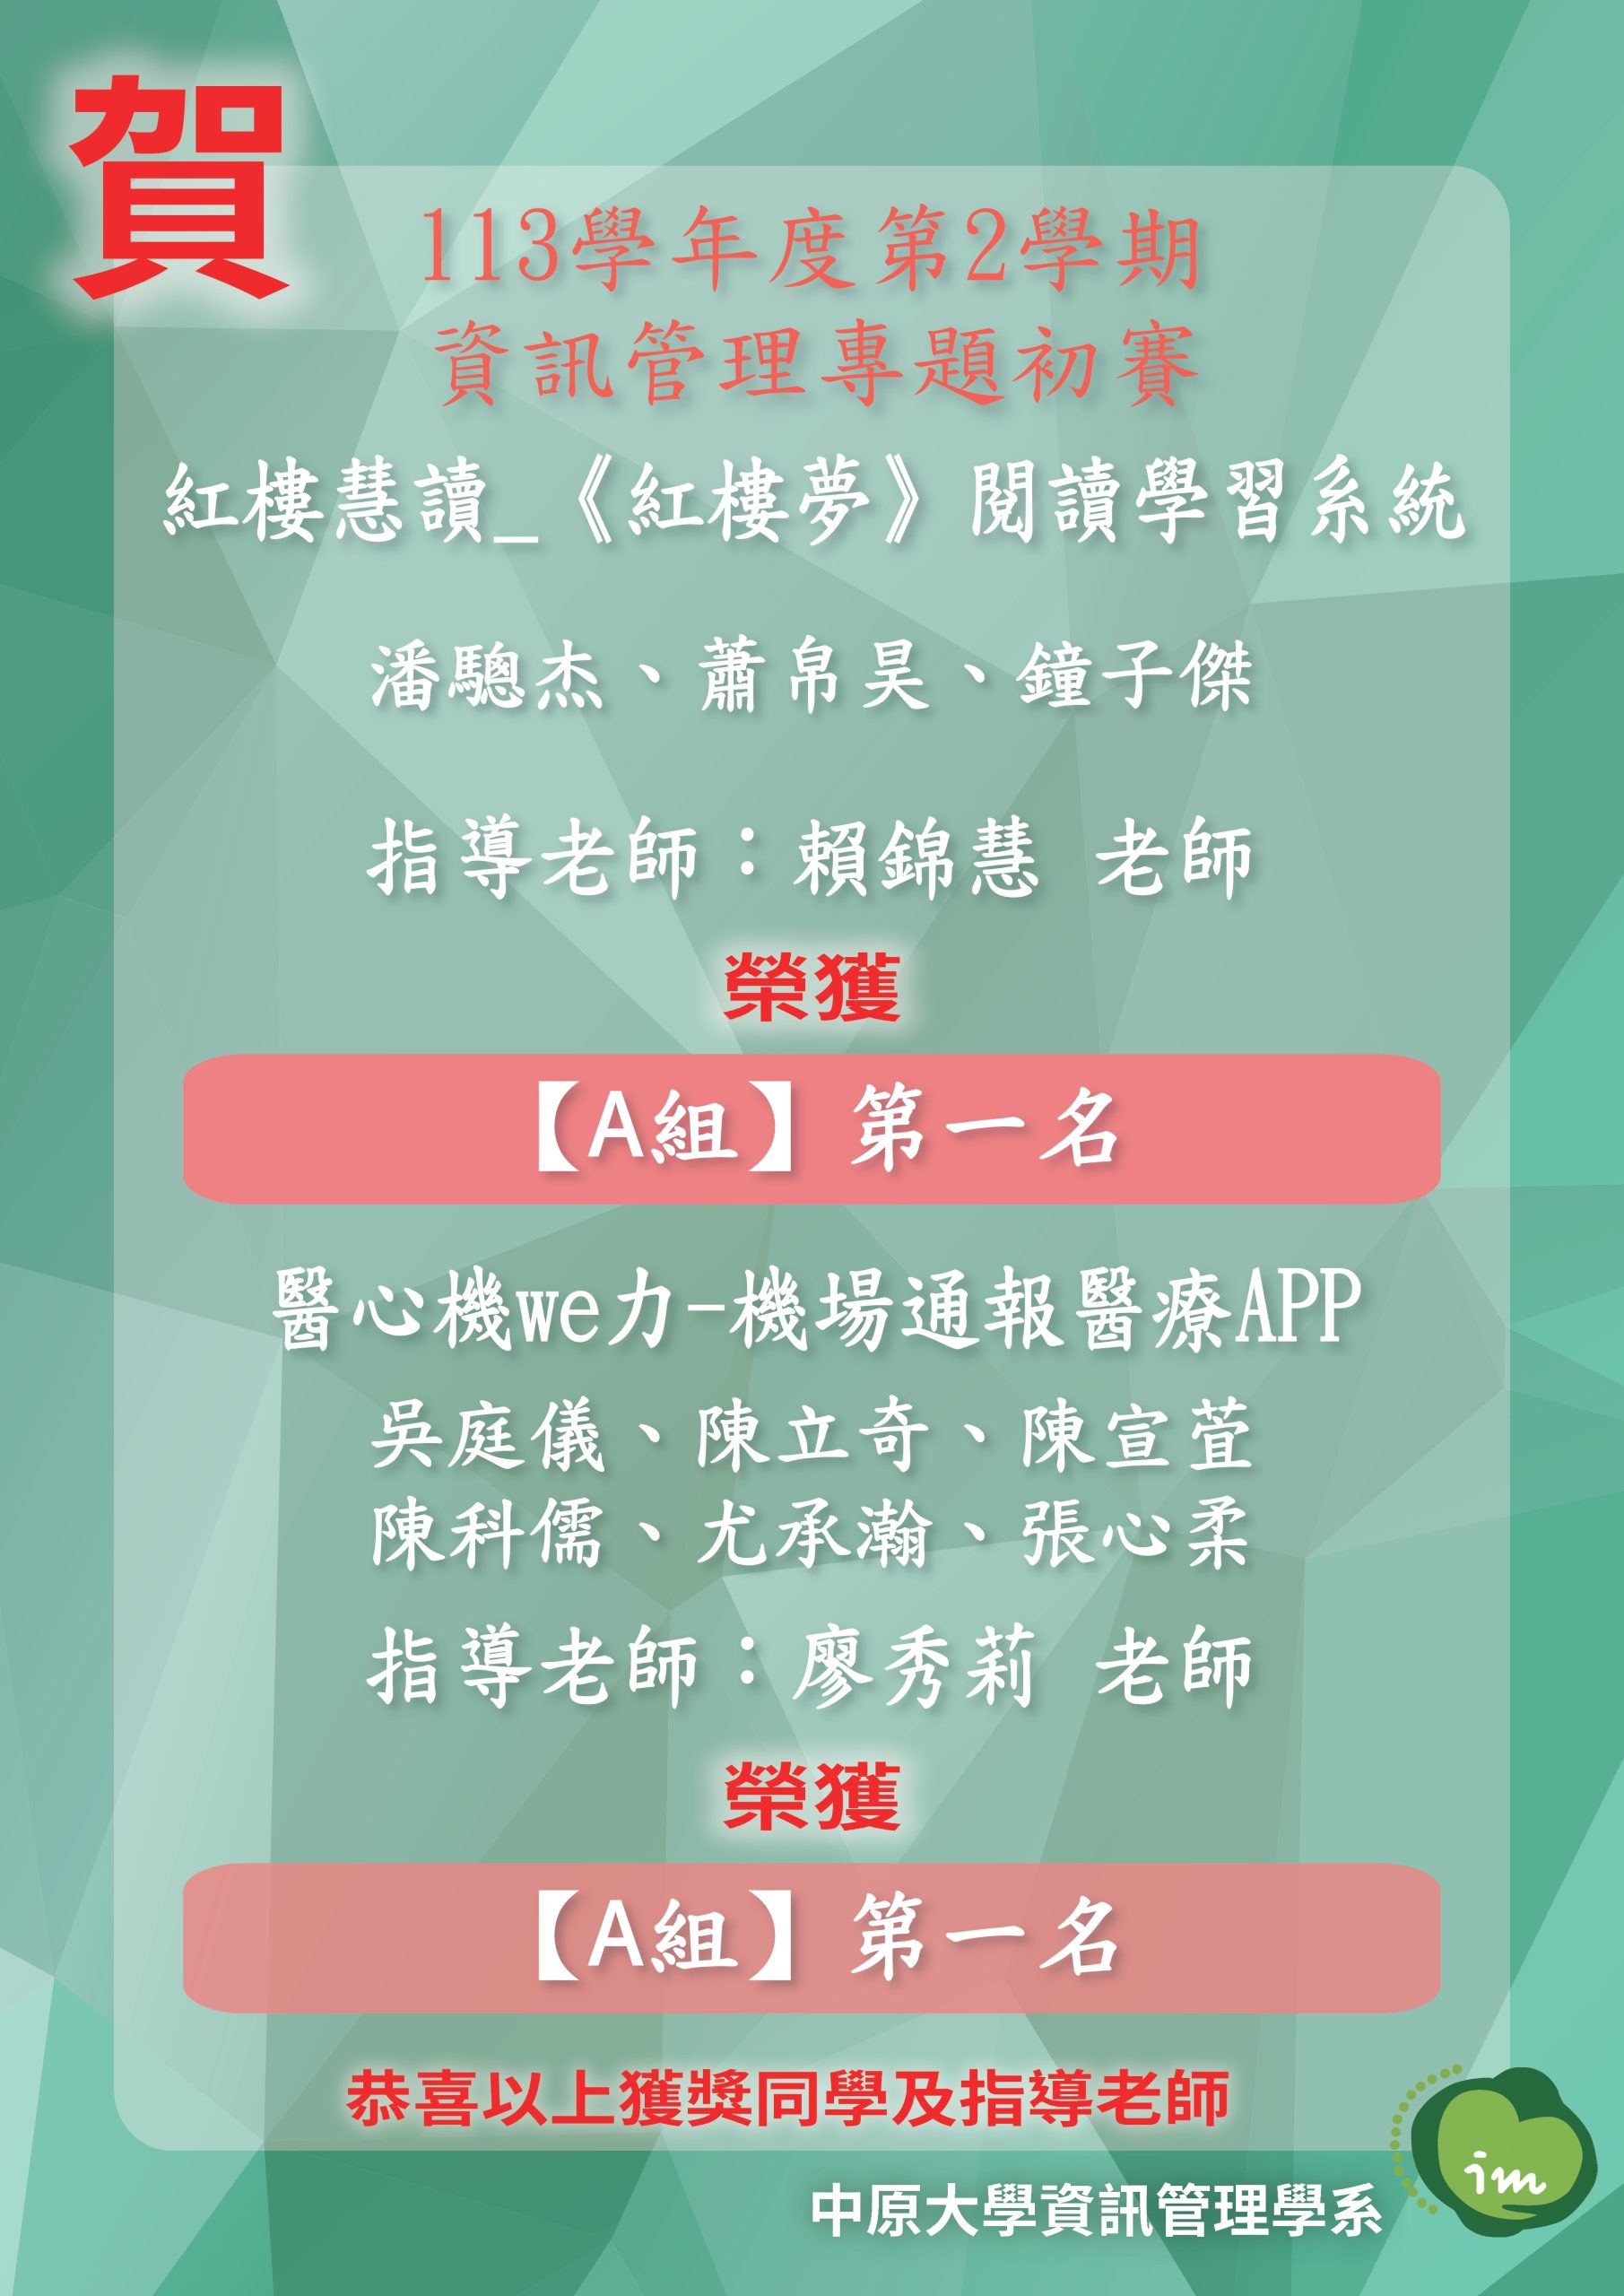 賀
113學年度第2學期
資訊管理專題初賽
紅樓慧讀_《紅樓夢》閱讀學習系統
潘驄杰、蕭帛昊、鐘子傑
指導老師：賴錦慧 老師
榮獲
【A組】第一名
醫心機we力-機場通報醫療APP
吳庭儀、陳立奇、陳宣萱
陳科儒、尤承瀚、張心柔
指導老師：廖秀莉 老師
榮獲
【A組】第一名
恭喜以上獲獎同學及指導老師
中原大學資訊管理學系
im